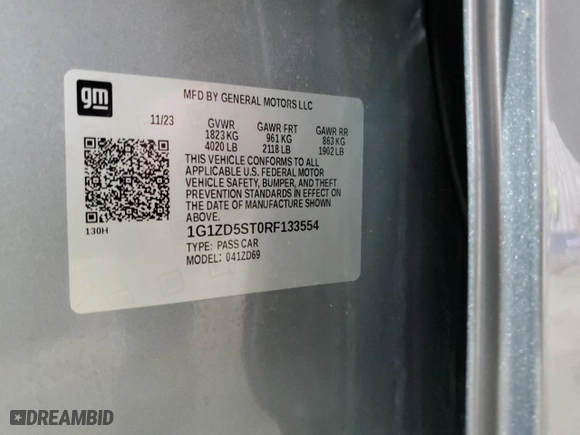 gm
MFD BY GENERAL MOTORS LLC
11/23 GVWR GAWR FRT GAWR RR
1823 KG 961 KG 863 KG
4020 LB 2118 LB 1902 LB
THIS VEHICLE CONFORMS TO ALL
APPLICABLE U.S. FEDERAL MOTOR
VEHICLE SAFETY, BUMPER, AND THEFT
PREVENTION STANDARDS IN EFFECT ON
THE DATE OF MANUFACTURE SHOWN
ABOVE.
130H
1G1ZD5ST0RF133554
TYPE: PASS CAR
MODEL: 041ZD69
DREAMBID